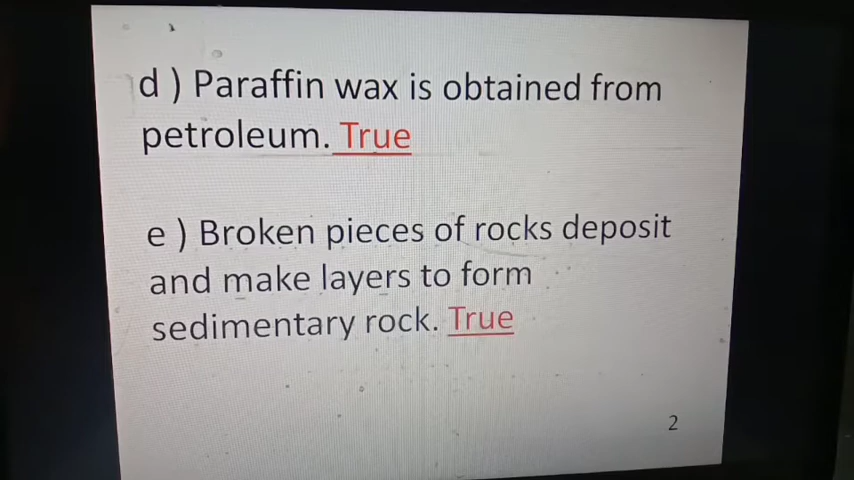 d ) Paraffin wax is obtained from
petroleum. True
e ) Broken pieces of rocks deposit
and make layers to form
sedimentary rock. True
2